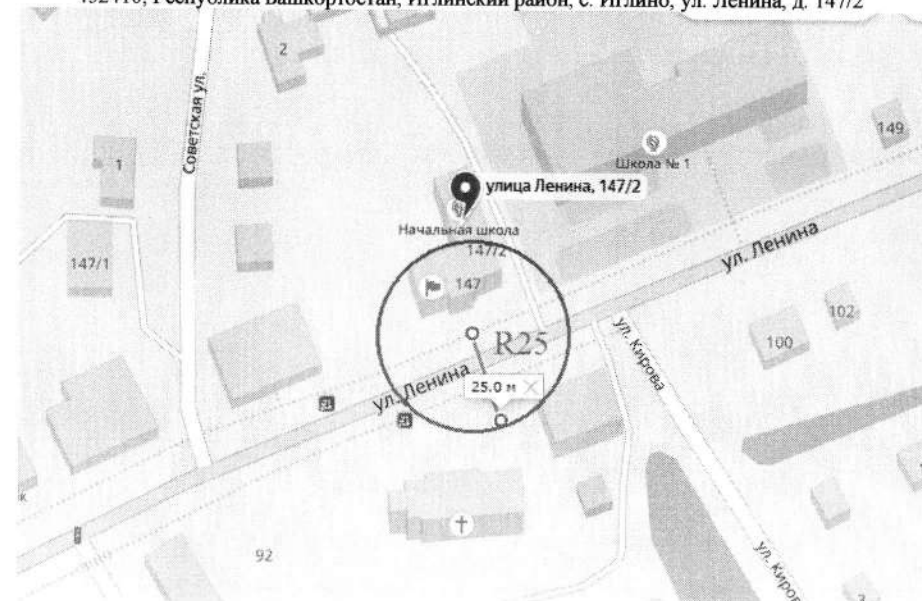 452410, Республика Башкортостан, Иглинский район, с. Иглино, ул. Ленина, д. 147/2
2
Советская ул.
149
1
Школа № 1
улица Ленина, 147/2
Начальная школа
147/2
ул. Ленина
147/1
147
102
R25
ул. Кирова
100
25.0 м
ул. Ленина
92
ул. Киров
3